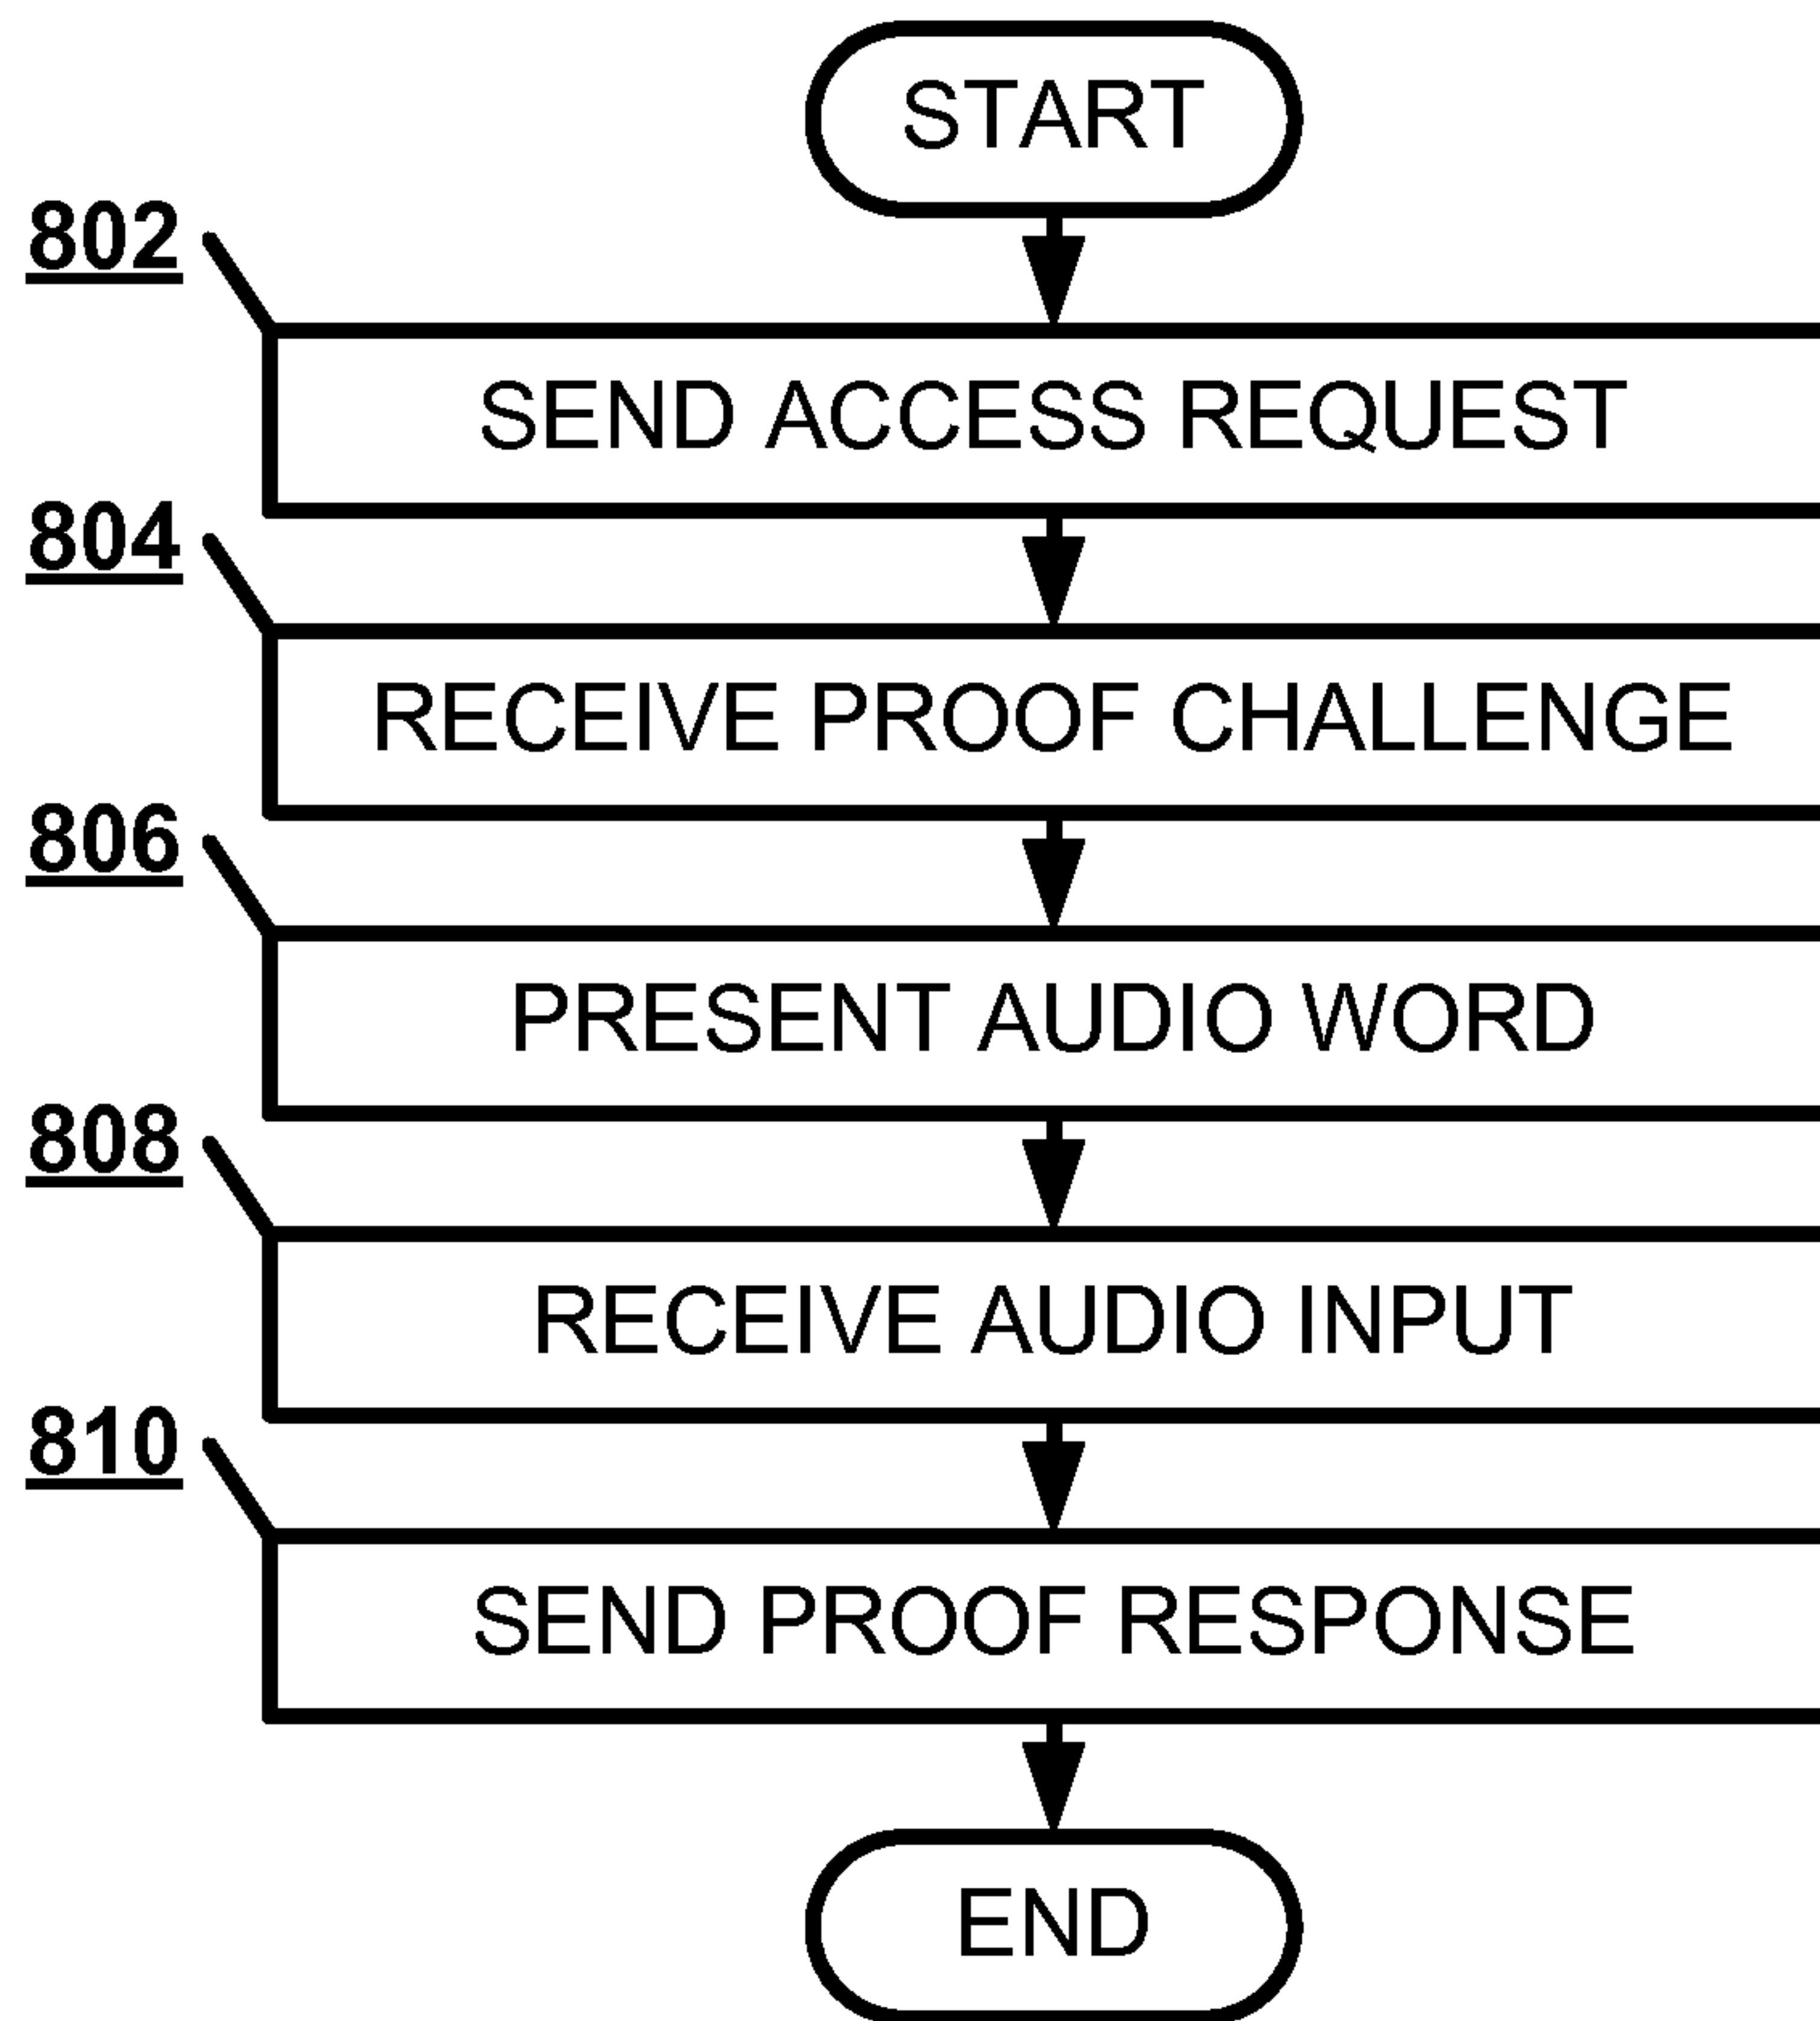 START
802
SEND ACCESS REQUEST
804
RECEIVE PROOF CHALLENGE
806
PRESENT AUDIO WORD
808
RECEIVE AUDIO INPUT
810
SEND PROOF RESPONSE
END